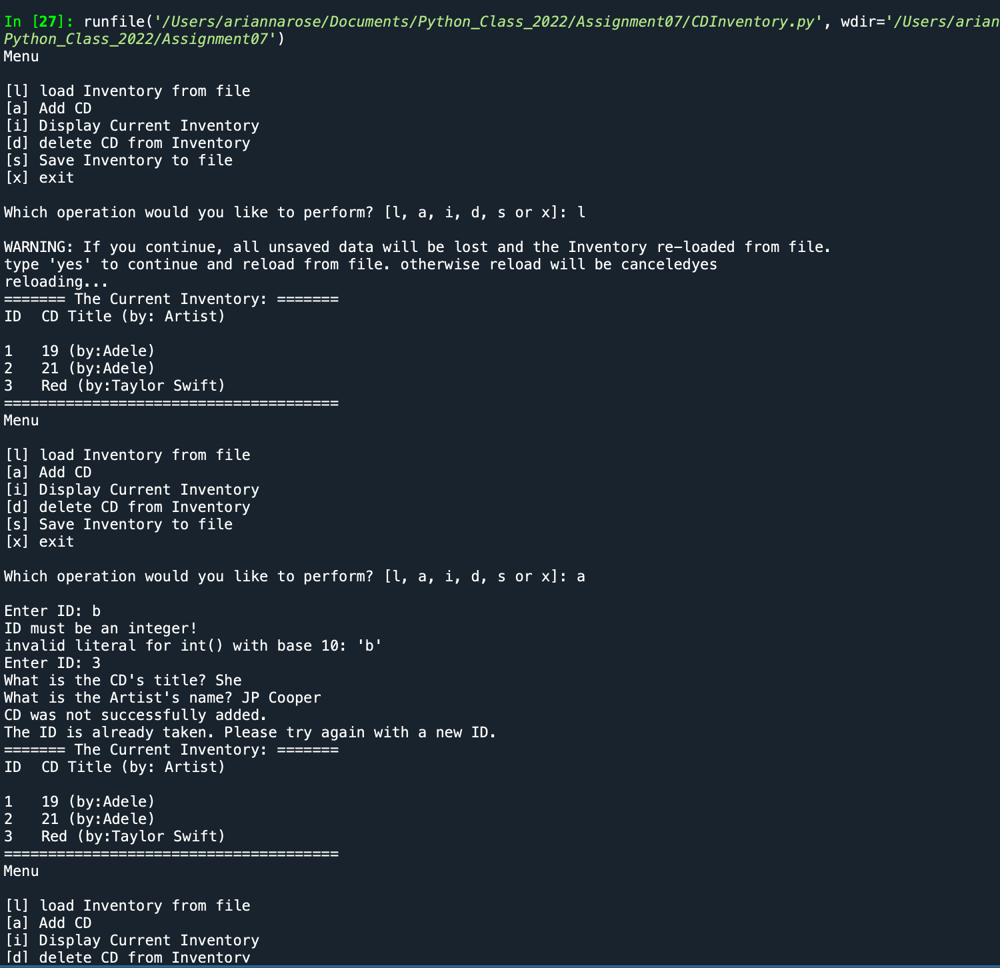 In [27]: runfile('/Users/ariannarose/Documents/Python_Class_2022/Assignment07/CDInventory.py', wdir='/Users/arian
Python_Class_2022/Assignment07')
Menu
[l] load Inventory from file
[a] Add CD
[i] Display Current Inventory
[d] delete CD from Inventory
[s] Save Inventory to file
[x] exit
Which operation would you like to perform? [l, a, i, d, s or x]: l
WARNING: If you continue, all unsaved data will be lost and the Inventory re-loaded from file.
type 'yes' to continue and reload from file. otherwise reload will be canceledyes
reloading...
======= The Current Inventory: =======
ID  CD Title (by: Artist)
1   19 (by:Adele)
2   21 (by:Adele)
3   Red (by:Taylor Swift)
======================================
Menu
[l] load Inventory from file
[a] Add CD
[i] Display Current Inventory
[d] delete CD from Inventory
[s] Save Inventory to file
[x] exit
Which operation would you like to perform? [l, a, i, d, s or x]: a
Enter ID: b
ID must be an integer!
invalid literal for int() with base 10: 'b'
Enter ID: 3
What is the CD's title? She
What is the Artist's name? JP Cooper
CD was not successfully added.
The ID is already taken. Please try again with a new ID.
======= The Current Inventory: =======
ID  CD Title (by: Artist)
1   19 (by:Adele)
2   21 (by:Adele)
3   Red (by:Taylor Swift)
======================================
Menu
[l] load Inventory from file
[a] Add CD
[i] Display Current Inventory
[d] delete CD from Inventory